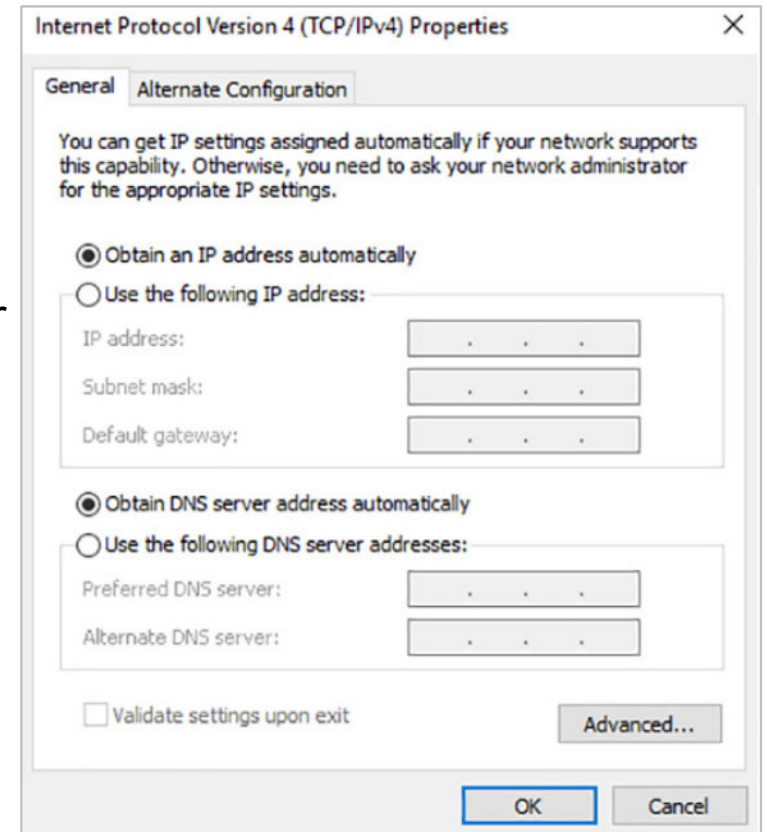 Internet Protocol Version 4 (TCP/IPv4) Properties
General
Alternate Configuration
You can get IP settings assigned automatically if your network supports
this capability. Otherwise, you need to ask your network administrator
for the appropriate IP settings.
Obtain an IP address automatically
Use the following IP address:
IP address:
Subnet mask:
Default gateway:
Obtain DNS server address automatically
Use the following DNS server addresses:
Preferred DNS server:
Alternate DNS server:
Validate settings upon exit
Advanced...
OK
Cancel